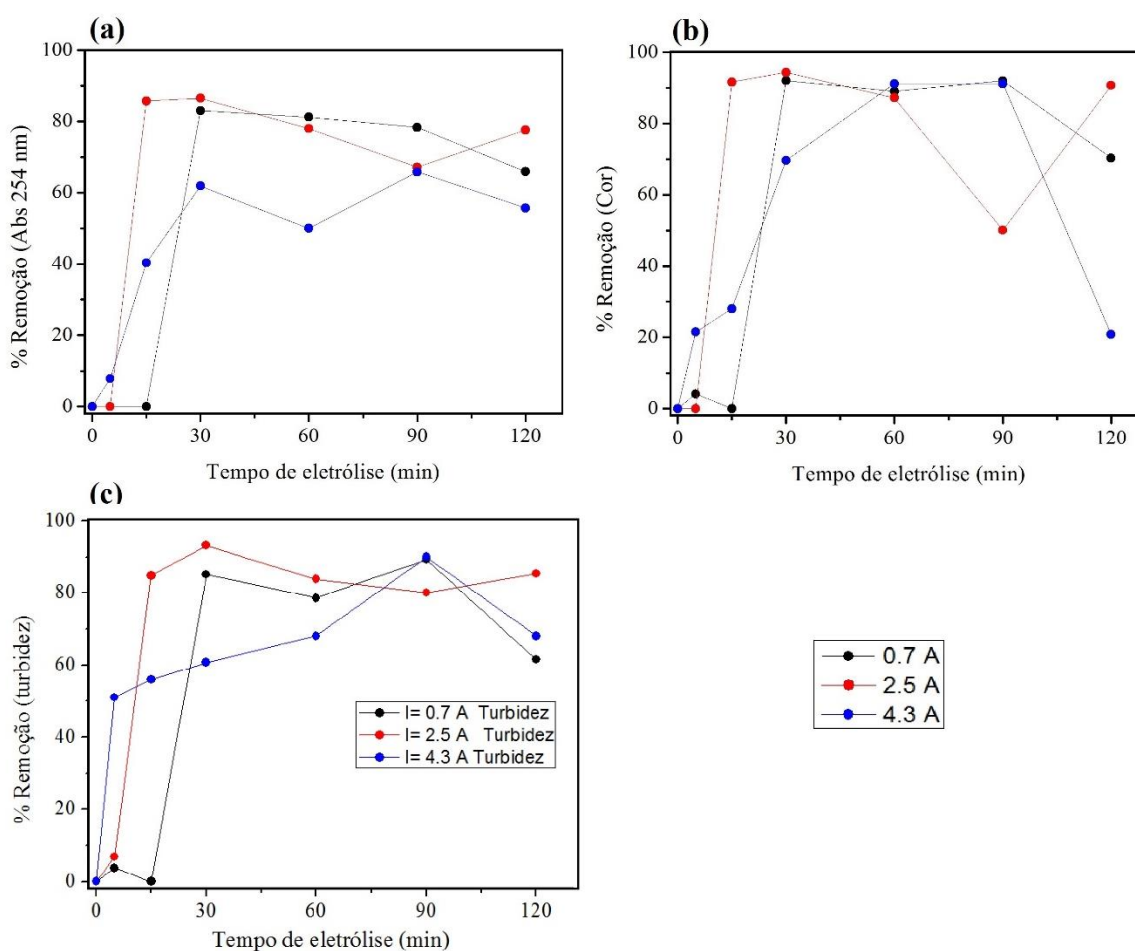 (a)
100
80
60
40
20
0
% Remoção (Abs 254 nm)
0 30 60 90 120
Tempo de eletrólise (min)
(b)
100
80
60
40
20
0
% Remoção (Cor)
0 30 60 90 120
Tempo de eletrólise (min)
(c)
100
80
60
40
20
0
% Remoção (turbidez)
I= 0.7 A Turbidez
I= 2.5 A Turbidez
I= 4.3 A Turbidez
0 30 60 90 120
Tempo de eletrólise (min)
0.7 A
2.5 A
4.3 A